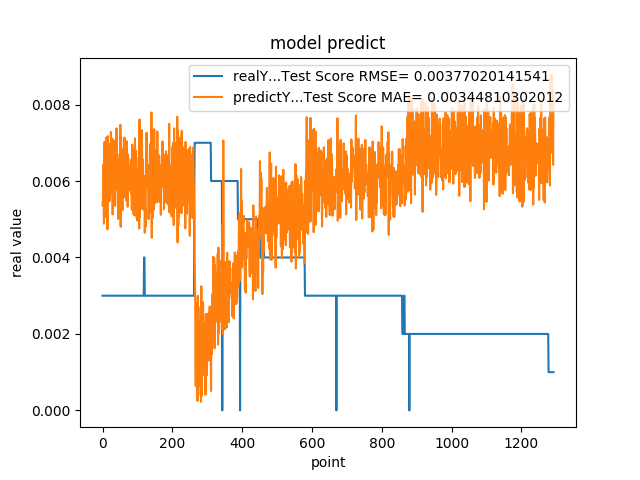 model predict
realY...Test Score RMSE= 0.00377020141541
predictY...Test Score MAE= 0.00344810302012
real value
0.008
0.006
0.004
0.002
0.000
0 200 400 600 800 1000 1200
point